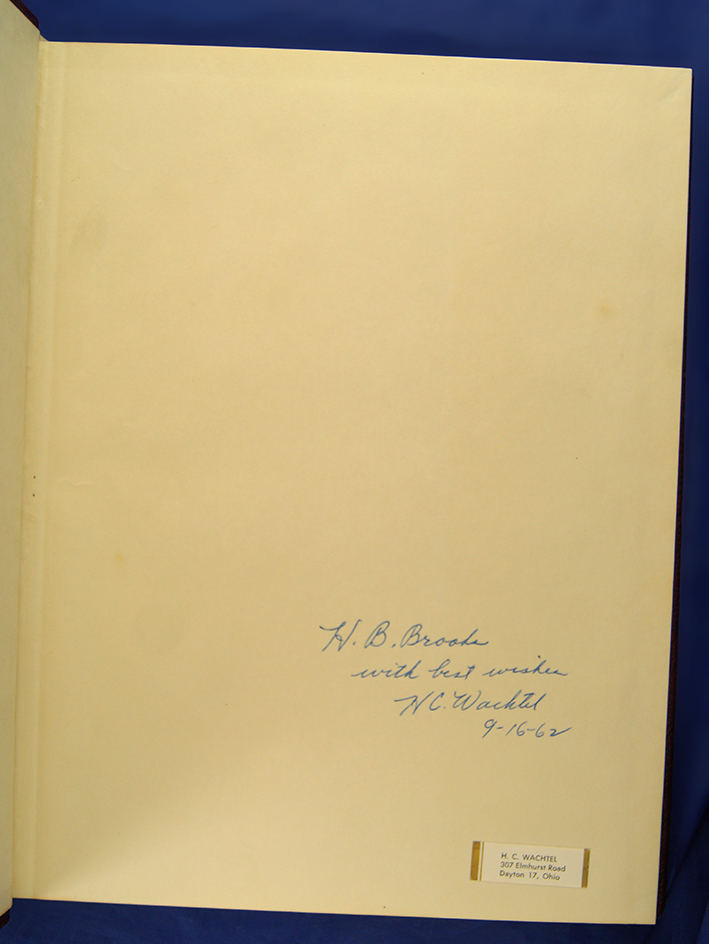 H. B. Brooks
with best wishes
H C. Wachtel
9-16-62
H. C. WACHTEL
307 Elmhurst Road
Dayton 17, Ohio